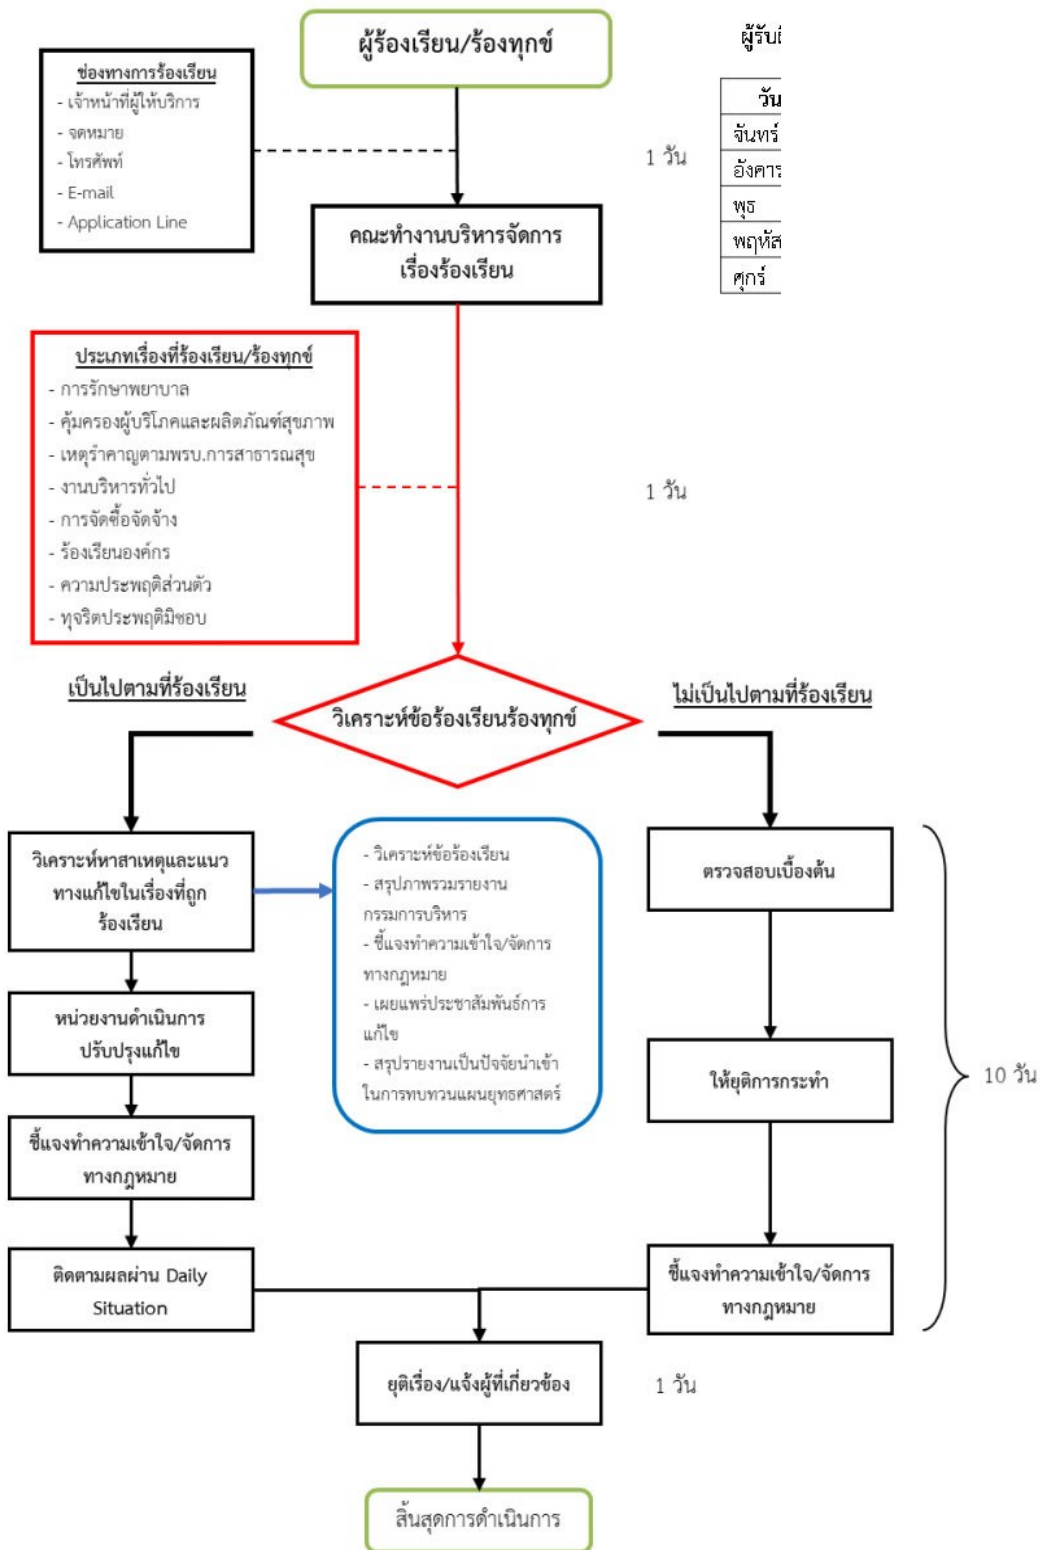 ผู้ร้องเรียน/ร้องทุกข์
ช่องทางการร้องเรียน
- เจ้าหน้าที่ผู้ให้บริการ
- จดหมาย
- โทรศัพท์
- E-mail
- Application Line
1 วัน
วัน
จันทร์
อังคาร
พุธ
พฤหัส
ศุกร์
คณะทำงานบริหารจัดการ
เรื่องร้องเรียน
ประเภทเรื่องที่ร้องเรียน/ร้องทุกข์
- การรักษาพยาบาล
- คุ้มครองผู้บริโภคและผลิตภัณฑ์สุขภาพ
- เหตุรำคาญตามพรบ.การสาธารณสุข
- งานบริหารทั่วไป
- การจัดซื้อจัดจ้าง
- ร้องเรียนองค์กร
- ความประพฤติส่วนตัว
- ทุจริตประพฤติมิชอบ
1 วัน
เป็นไปตามที่ร้องเรียน
วิเคราะห์ข้อร้องเรียนร้องทุกข์
ไม่เป็นไปตามที่ร้องเรียน
วิเคราะห์หาสาเหตุและแนว
ทางแก้ไขในเรื่องที่ถูก
ร้องเรียน
หน่วยงานดำเนินการ
ปรับปรุงแก้ไข
ชี้แจงทำความเข้าใจ/จัดการ
ทางกฎหมาย
ติดตามผลผ่าน Daily
Situation
- วิเคราะห์ข้อร้องเรียน
- สรุปภาพรวมรายงาน
กรรมการบริหาร
- ชี้แจงทำความเข้าใจ/จัดการ
ทางกฎหมาย
- เผยแพร่ประชาสัมพันธ์การ
แก้ไข
- สรุปรายงานเป็นปัจจัยนำเข้า
ในการทบทวนแผนยุทธศาสตร์
ตรวจสอบเบื้องต้น
ให้ยุติการกระทำ
ชี้แจงทำความเข้าใจ/จัดการ
ทางกฎหมาย
10 วัน
ยุติเรื่อง/แจ้งผู้ที่เกี่ยวข้อง
1 วัน
สิ้นสุดการดำเนินการ